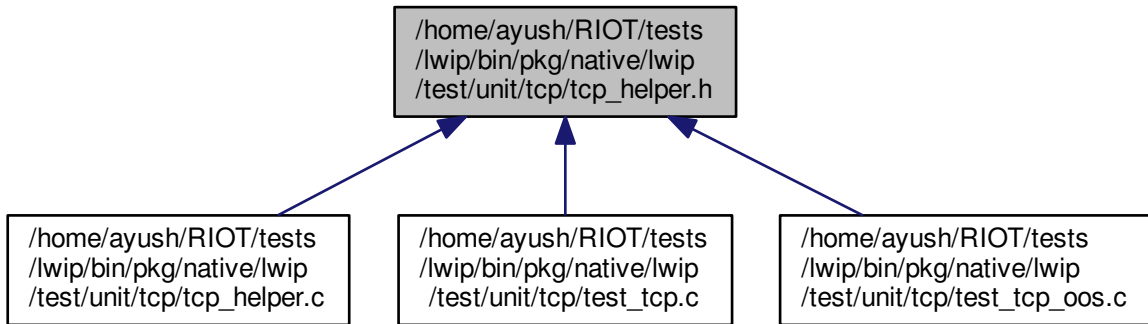 /home/ayush/RIOT/tests
/lwip/bin/pkg/native/lwip
/test/unit/tcp/tcp_helper.h
/home/ayush/RIOT/tests
/lwip/bin/pkg/native/lwip
/test/unit/tcp/tcp_helper.c
/home/ayush/RIOT/tests
/lwip/bin/pkg/native/lwip
/test/unit/tcp/test_tcp.c
/home/ayush/RIOT/tests
/lwip/bin/pkg/native/lwip
/test/unit/tcp/test_tcp_oos.c